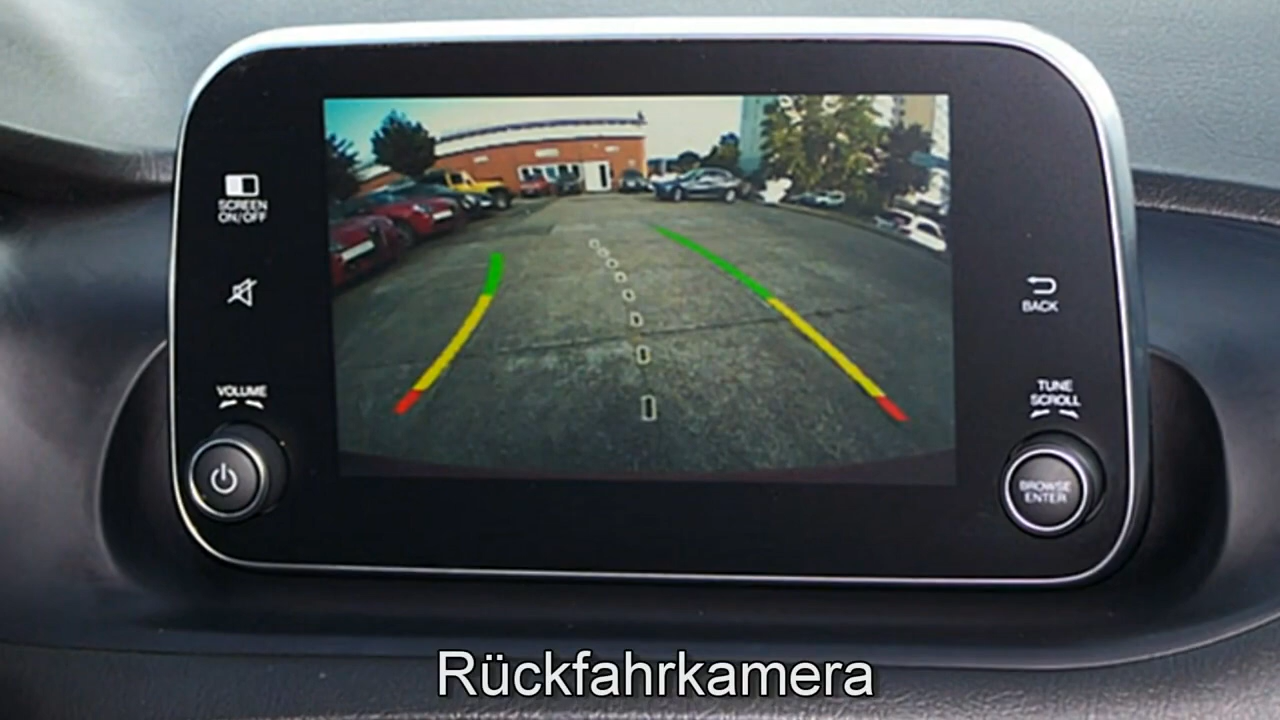 SCREEN
ON/OFF
VOLUME
BACK
TUNE
SCROLL
BROWSE
ENTER
Rückfahrkamera